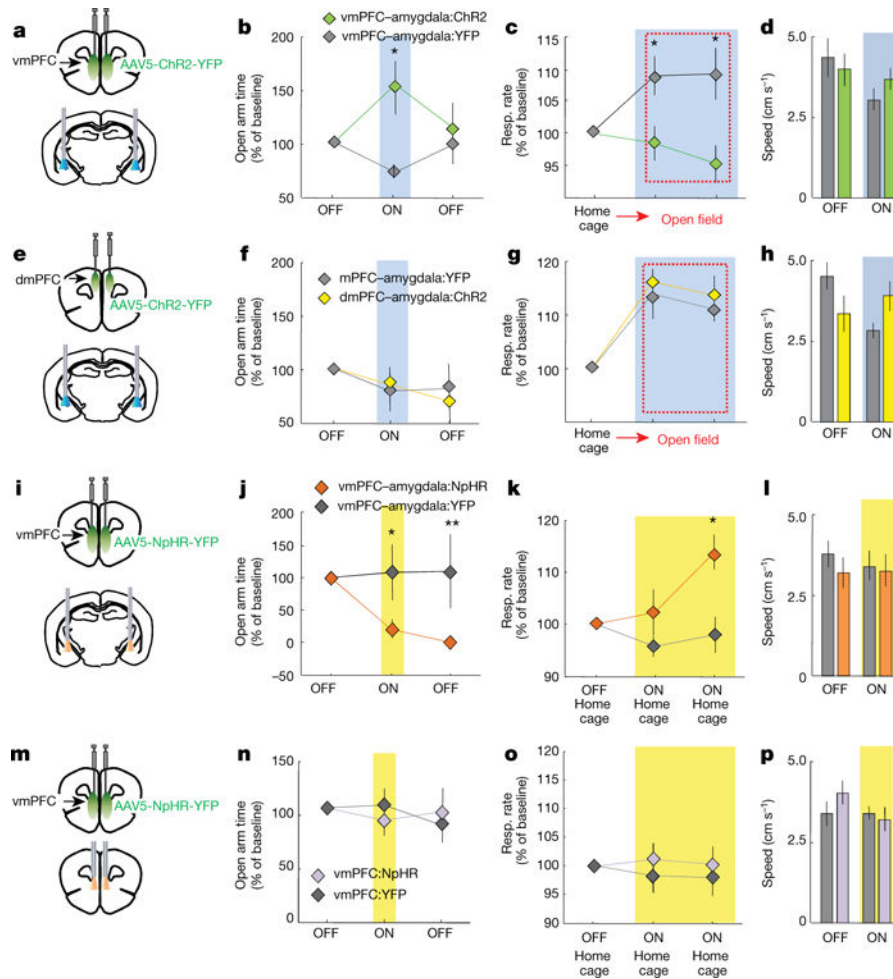 a
vmPFC
AAV5-ChR2-YFP
b
vmPFC–amygdala:ChR2
vmPFC–amygdala:YFP
Open arm time
(% of baseline)
200
150
100
50
*
OFF
ON
OFF
c
Resp. rate
(% of baseline)
115
110
105
100
95
*
*
Home
cage
Open field
d
Speed (cm s⁻¹)
5.0
2.5
0
OFF
ON
e
dmPFC
AAV5-ChR2-YFP
f
mPFC–amygdala:YFP
dmPFC–amygdala:ChR2
Open arm time
(% of baseline)
200
150
100
50
OFF
ON
OFF
g
Resp. rate
(% of baseline)
120
110
100
Home
cage
Open field
h
Speed (cm s⁻¹)
5.0
2.5
0
OFF
ON
i
vmPFC
AAV5-NpHR-YFP
j
vmPFC–amygdala:NpHR
vmPFC–amygdala:YFP
Open arm time
(% of baseline)
200
150
100
50
0
–50
*
**
OFF
ON
OFF
k
Resp. rate
(% of baseline)
120
110
100
90
*
OFF
Home
cage
ON
Home
cage
ON
Home
cage
l
Speed (cm s⁻¹)
5.0
2.5
0
OFF
ON
m
vmPFC
AAV5-NpHR-YFP
n
Open arm time
(% of baseline)
150
100
50
0
vmPFC:NpHR
vmPFC:YFP
OFF
ON
OFF
o
Resp. rate
(% of baseline)
120
115
110
105
100
95
90
OFF
Home
cage
ON
Home
cage
ON
Home
cage
p
Speed (cm s⁻¹)
5.0
2.5
0
OFF
ON